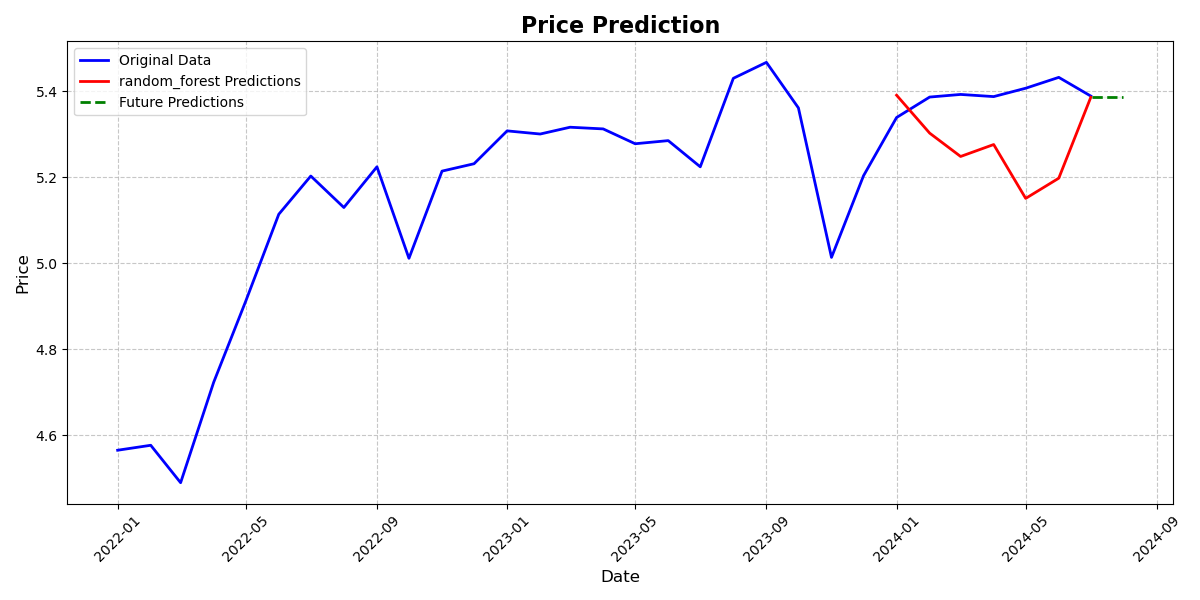 Price Prediction
Original Data
random_forest Predictions
Future Predictions
Price
5.4
5.2
5.0
4.8
4.6
2022-01
2022-05
2022-09
2023-01
2023-05
2023-09
2024-01
2024-05
2024-09
Date